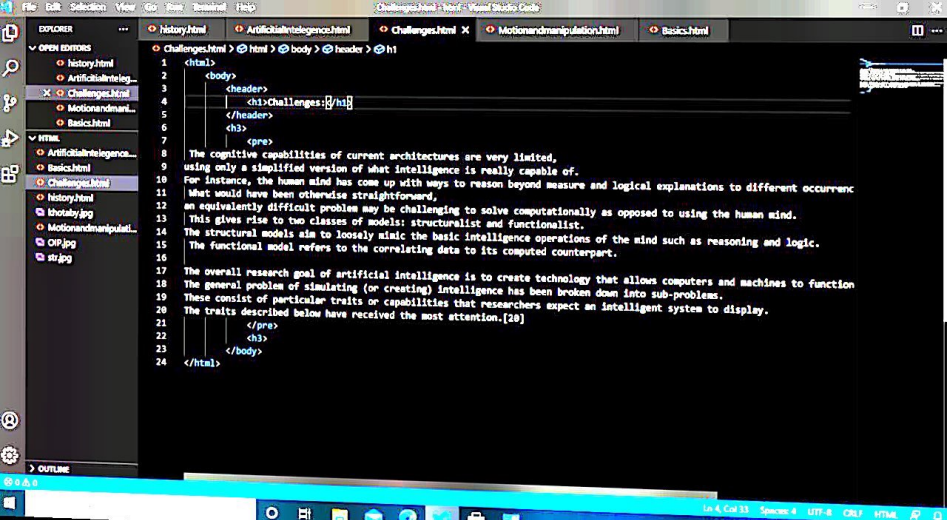 File Edit Selection View Go Run Terminal Help
Challenges.html - html - Visual Studio Code
EXPLORER
history.html
ArtificitialIntelegence.html
Challenges.html
Motionandmanipulation.html
Basics.html
OPEN EDITORS
history.html
ArtificitialInteleg...
Challenges.html
Motionandmani...
Basics.html
HTML
ArtificitialIntelegence...
Basics.html
Challenges.html
history.html
khotaby.jpg
Motionandmanipulati...
OIP.jpg
str.jpg
OUTLINE
Challenges.html > html > body > header > h1
1 <html>
2 <body>
3 <header>
4 <h1>Challenges:</h1>
5 </header>
6 <h3>
7 <pre>
8 The cognitive capabilities of current architectures are very limited,
9 using only a simplified version of what intelligence is really capable of.
10 For instance, the human mind has come up with ways to reason beyond measure and logical explanations to different occurrenc
11 What would have been otherwise straightforward,
12 an equivalently difficult problem may be challenging to solve computationally as opposed to using the human mind.
13 This gives rise to two classes of models: structuralist and functionalist.
14 The structural models aim to loosely mimic the basic intelligence operations of the mind such as reasoning and logic.
15 The functional model refers to the correlating data to its computed counterpart.
16
17 The overall research goal of artificial intelligence is to create technology that allows computers and machines to function
18 The general problem of simulating (or creating) intelligence has been broken down into sub-problems.
19 These consist of particular traits or capabilities that researchers expect an intelligent system to display.
20 The traits described below have received the most attention.[20]
21 </pre>
22 <h3>
23 </body>
24 </html>
0 0
Ln 4, Col 33 Spaces: 4 UTF-8 CRLF HTML